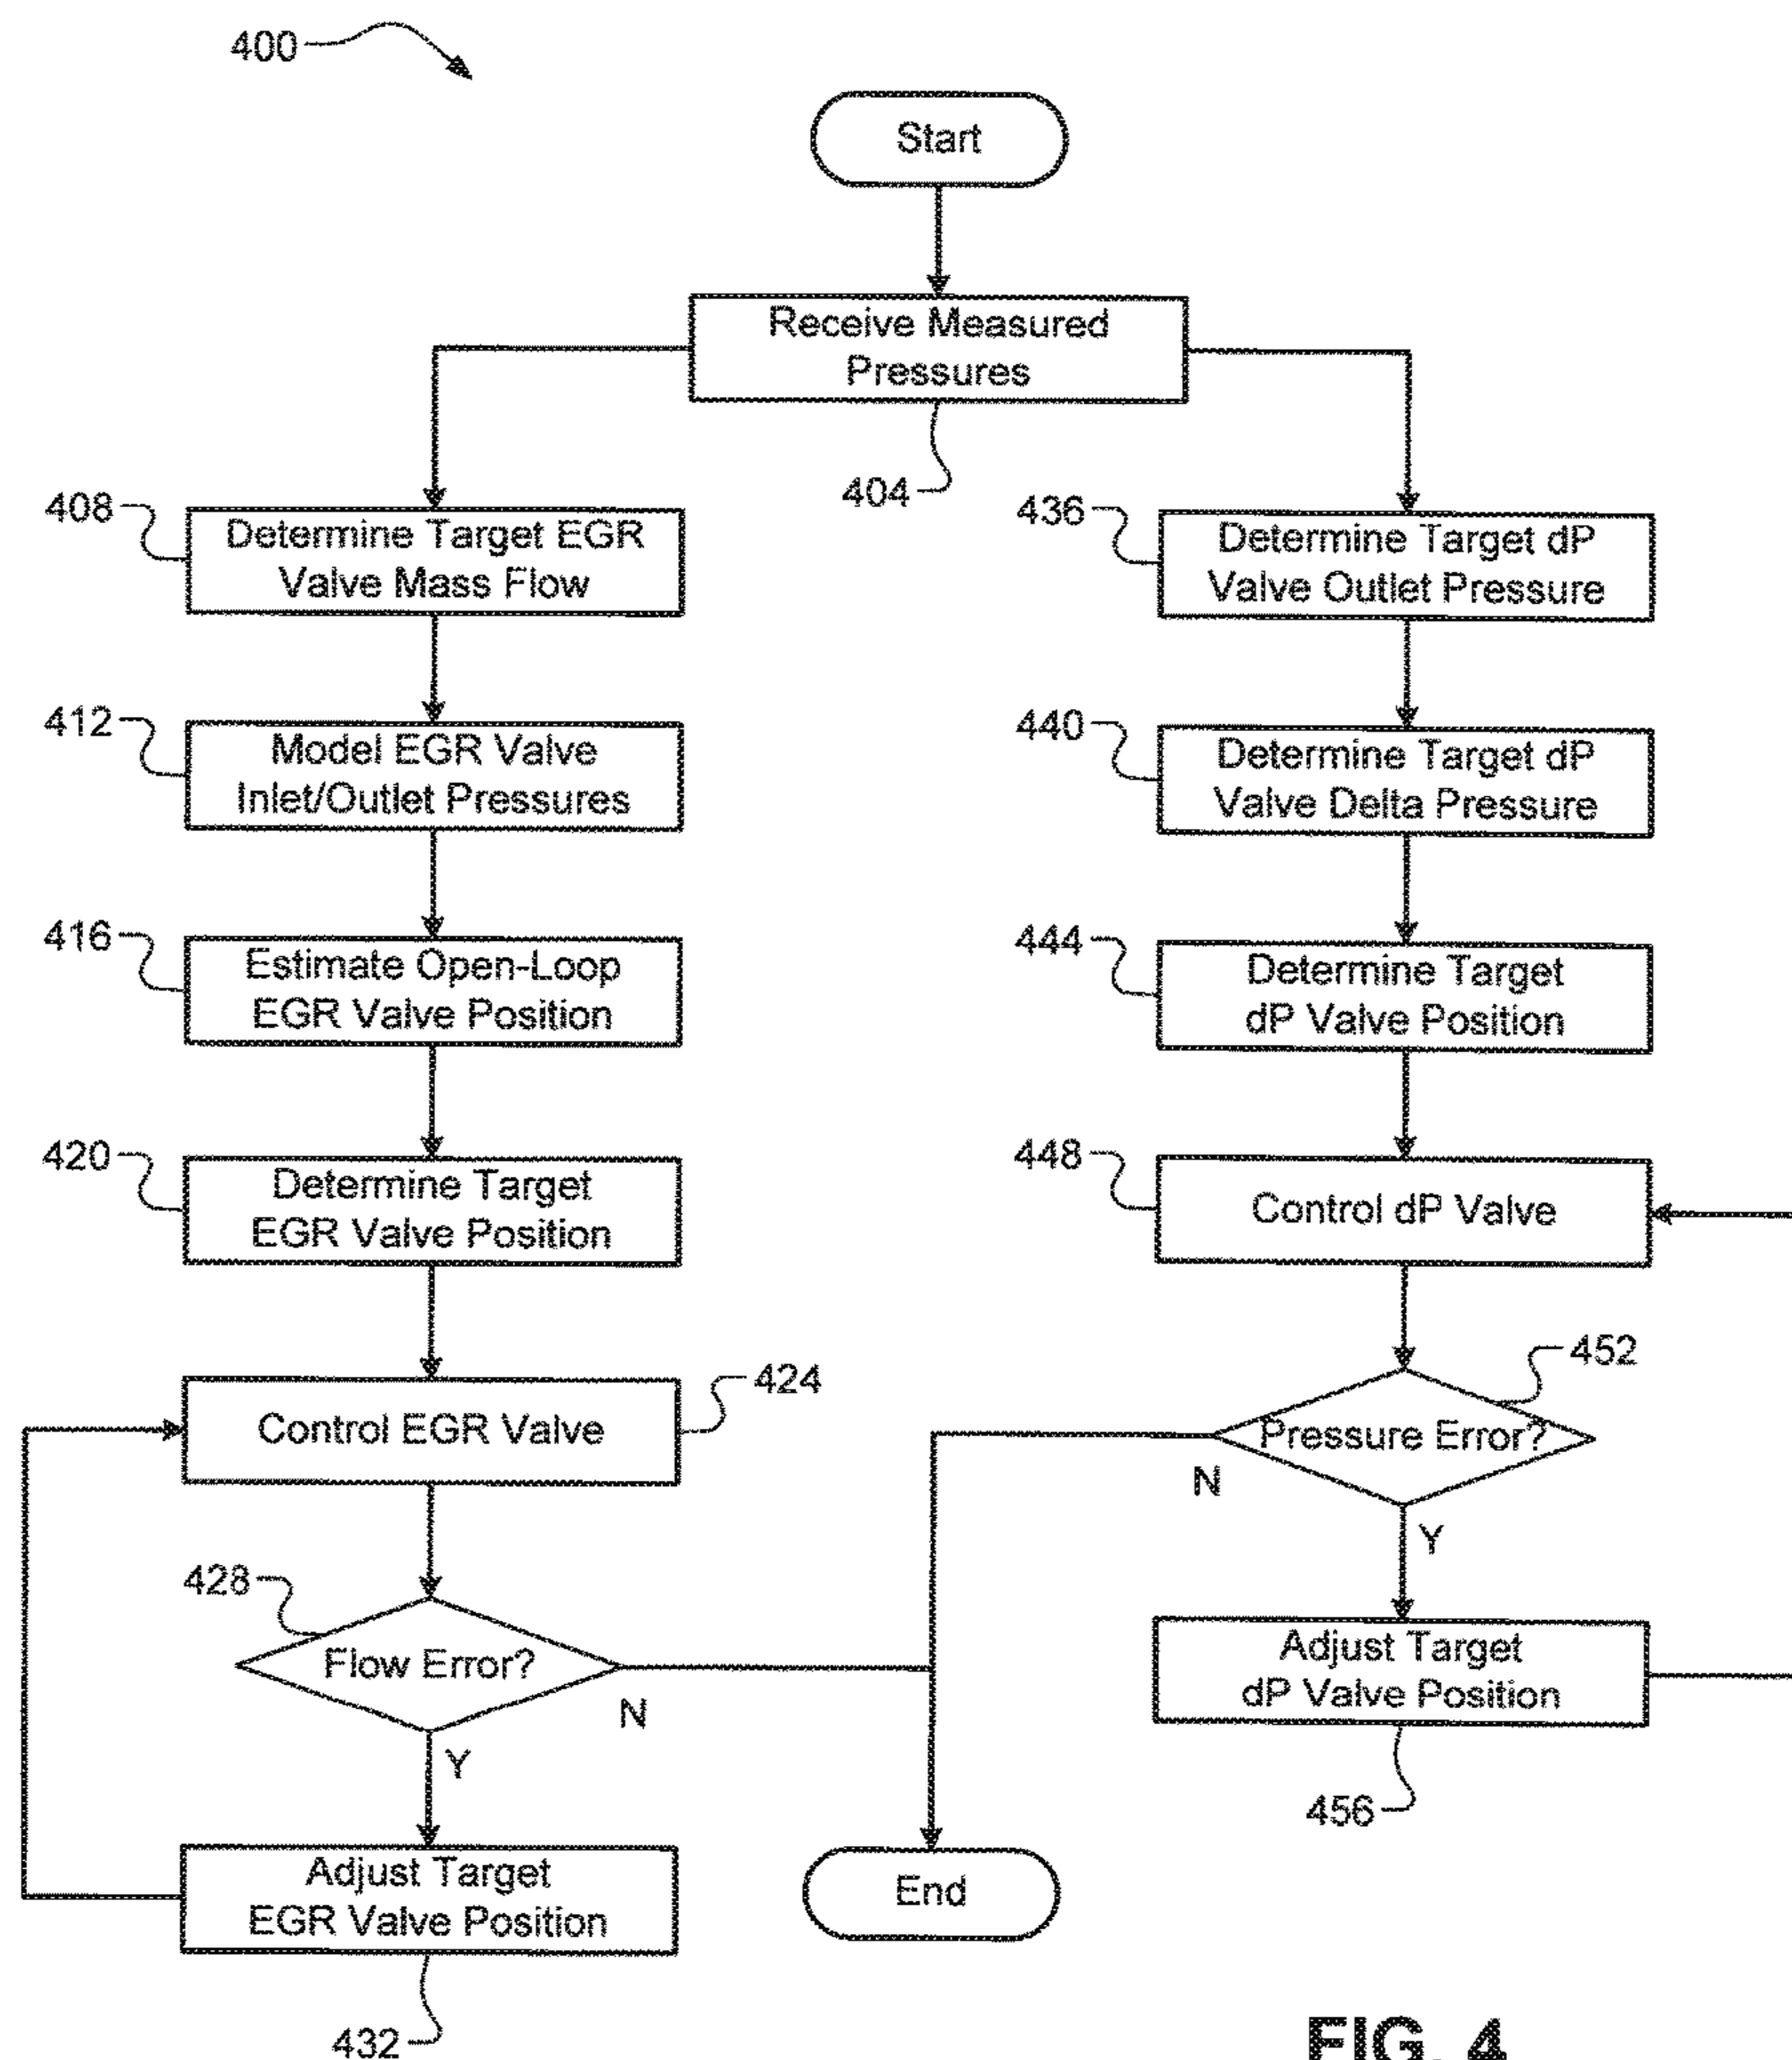 400
Start
Receive Measured
Pressures
404
408
Determine Target EGR
Valve Mass Flow
436
Determine Target dP
Valve Outlet Pressure
412
Model EGR Valve
Inlet/Outlet Pressures
440
Determine Target dP
Valve Delta Pressure
416
Estimate Open-Loop
EGR Valve Position
444
Determine Target
dP Valve Position
420
Determine Target
EGR Valve Position
448
Control dP Valve
424
Control EGR Valve
452
Pressure Error?
N
Y
428
Flow Error?
N
Y
Adjust Target
dP Valve Position
456
Adjust Target
EGR Valve Position
432
End
FIG. 4